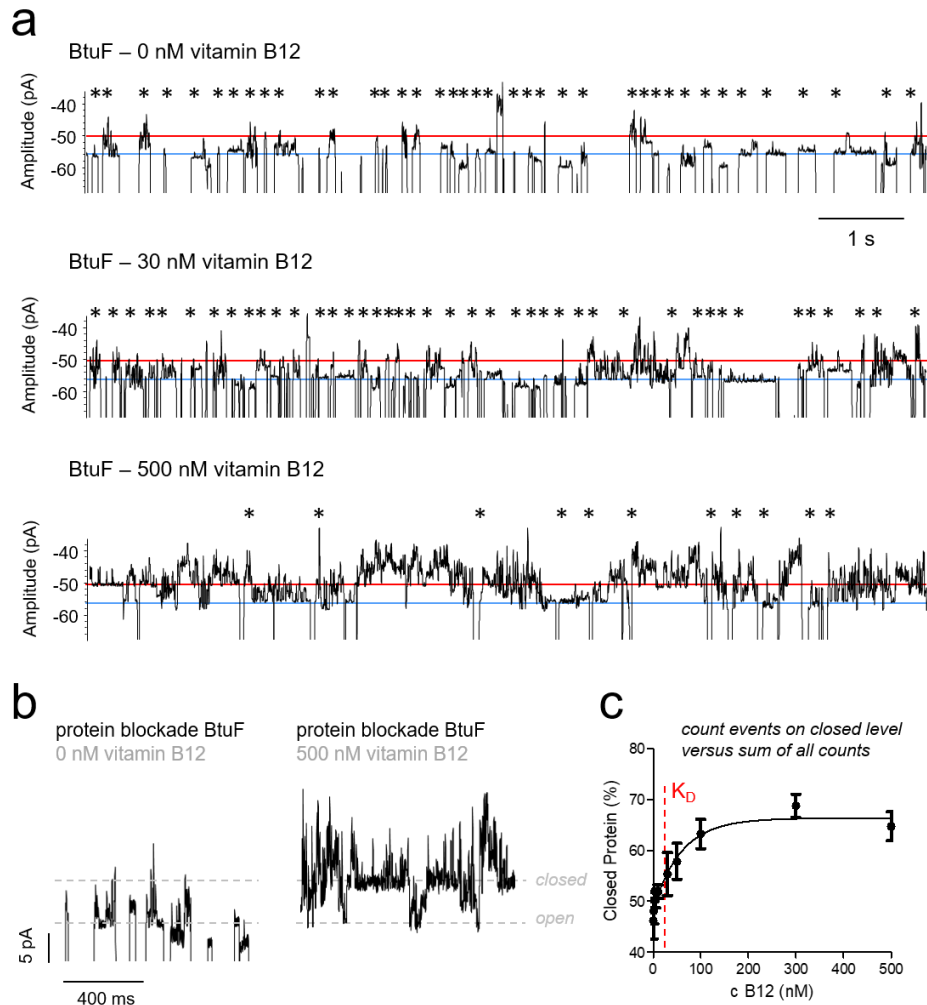 a
BtuF – 0 nM vitamin B12
* * * * * * * * * * * * * * * * * * * * * * * * * * * * * * * * * * * * * * * * *
Amplitude (pA)
-40
-50
-60
1 s
BtuF – 30 nM vitamin B12
* * * * * * * * * * * * * * * * * * * * * * * * * * * * * * * * * * * * * * * *
Amplitude (pA)
-40
-50
-60
BtuF – 500 nM vitamin B12
* * * * * * * * * * *
Amplitude (pA)
-40
-50
-60
b
protein blockade BtuF
0 nM vitamin B12
5 pA
400 ms
protein blockade BtuF
500 nM vitamin B12
closed
open
c
count events on closed level
versus sum of all counts
Closed Protein (%)
80
70
60
50
40
K_D
0 100 200 300 400 500
c B12 (nM)